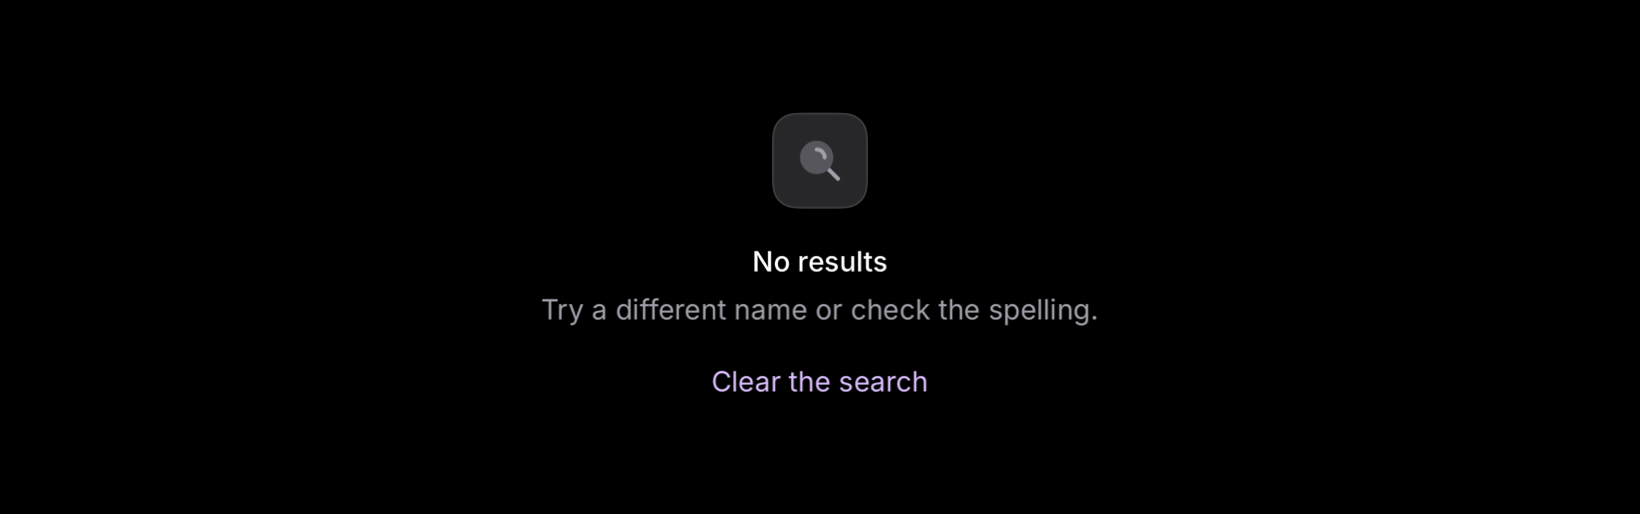 No results
Try a different name or check the spelling.
Clear the search